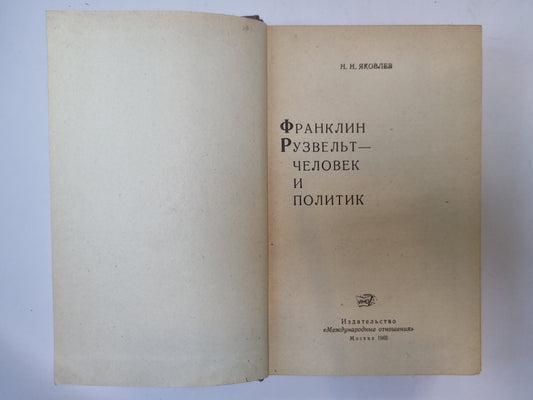 Н. Н. ЯКОВЛЕВ
ФРАНКЛИН
РУЗВЕЛЬТ—
ЧЕЛОВЕК
И
ПОЛИТИК
Издательство
«Международные отношения»
Москва 1965